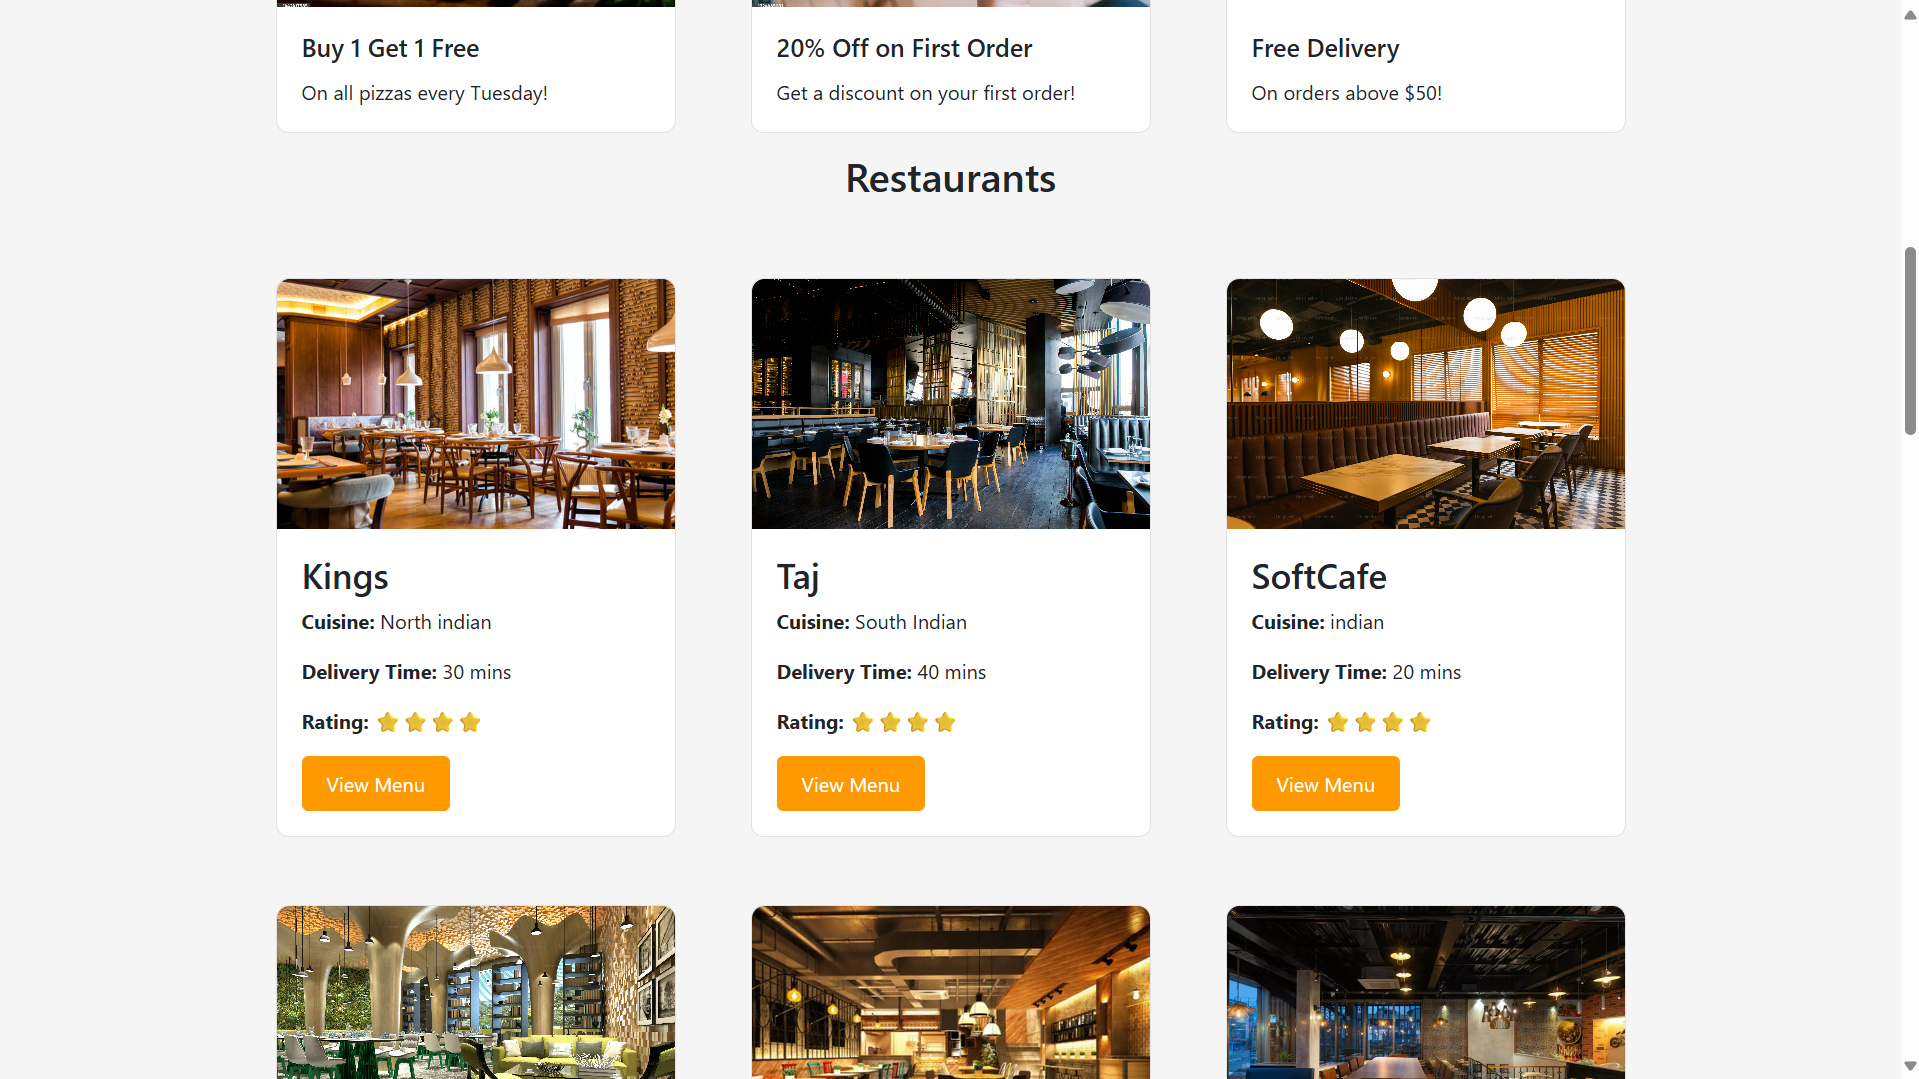 Buy 1 Get 1 Free
On all pizzas every Tuesday!
20% Off on First Order
Get a discount on your first order!
Free Delivery
On orders above $50!
Restaurants
Kings
Cuisine: North indian
Delivery Time: 30 mins
Rating: ⭐ ⭐ ⭐ ⭐
View Menu
Taj
Cuisine: South Indian
Delivery Time: 40 mins
Rating: ⭐ ⭐ ⭐ ⭐
View Menu
SoftCafe
Cuisine: indian
Delivery Time: 20 mins
Rating: ⭐ ⭐ ⭐ ⭐
View Menu